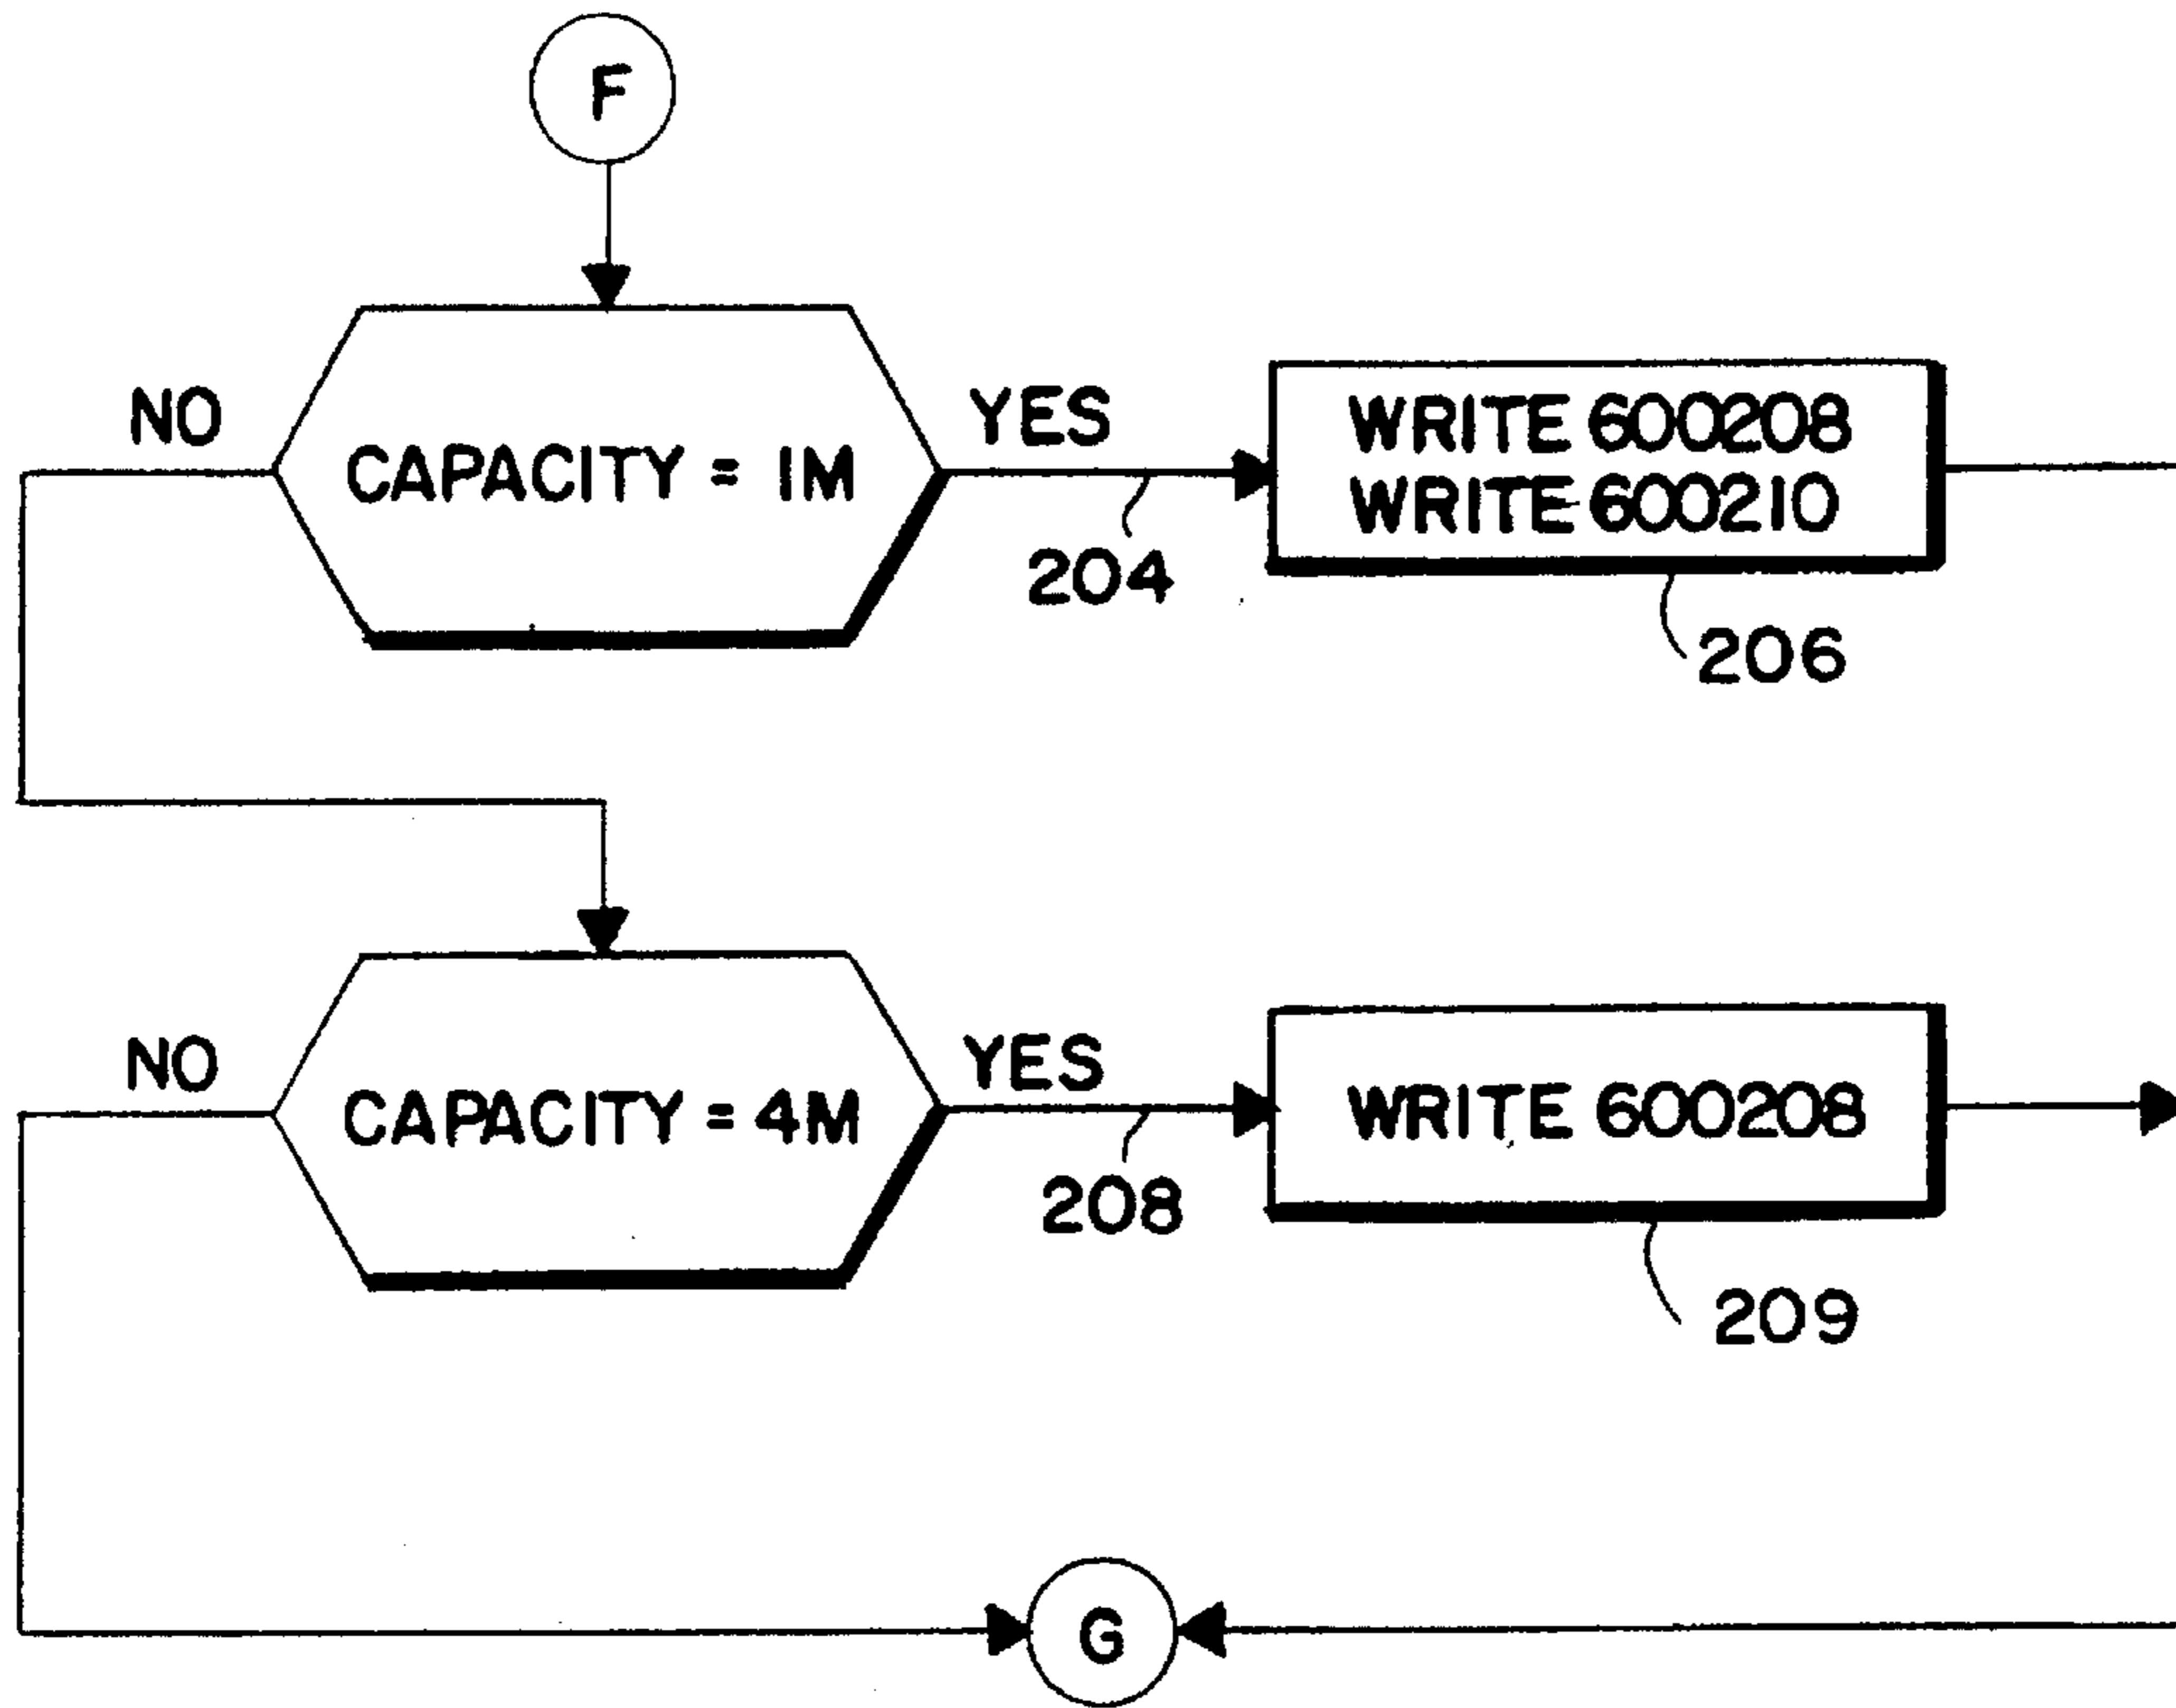 F
NO
CAPACITY = 1M
YES
WRITE 600208
WRITE 600210
204
206
NO
CAPACITY = 4M
YES
WRITE 600208
208
209
G